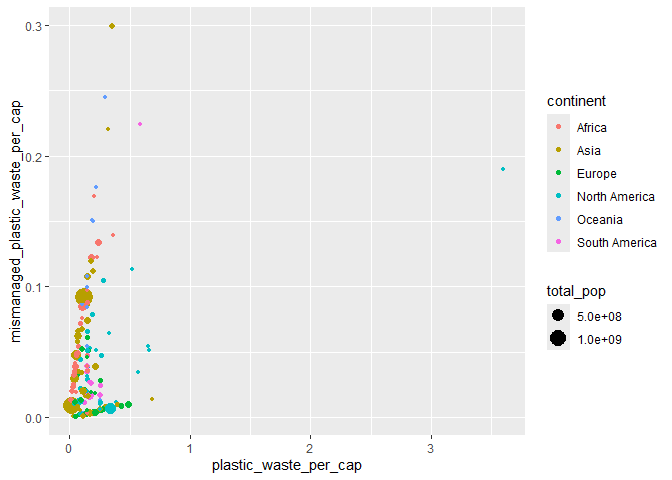 mismanaged_plastic_waste_per_cap
0.3
0.2
0.1
0.0
0
1
2
3
plastic_waste_per_cap
continent
Africa
Asia
Europe
North America
Oceania
South America
total_pop
5.0e+08
1.0e+09